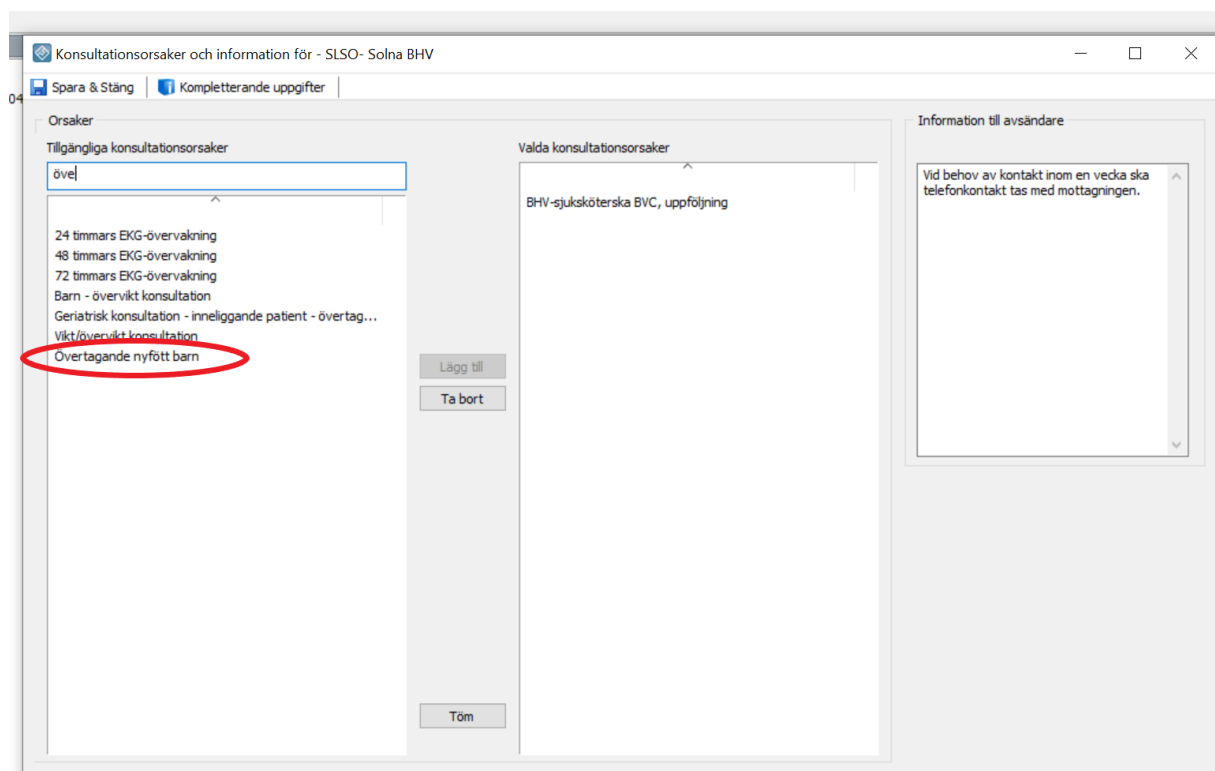 Konsultationsorsaker och information för - SLSO- Solna BHV
Spara & Stäng
Kompletterande uppgifter
04
Orsaker
Tillgängliga konsultationsorsaker
öve
24 timmars EKG-övervakning
48 timmars EKG-övervakning
72 timmars EKG-övervakning
Barn - övervikt konsultation
Geriatrisk konsultation - inneliggande patient - övertag...
Vikt/övervikt konsultation
Övertagande nyfött barn
Lägg till
Ta bort
Töm
Valda konsultationsorsaker
BHV-sjuksköterska BVC, uppföljning
Information till avsändare
Vid behov av kontakt inom en vecka ska
telefonkontakt tas med mottagningen.